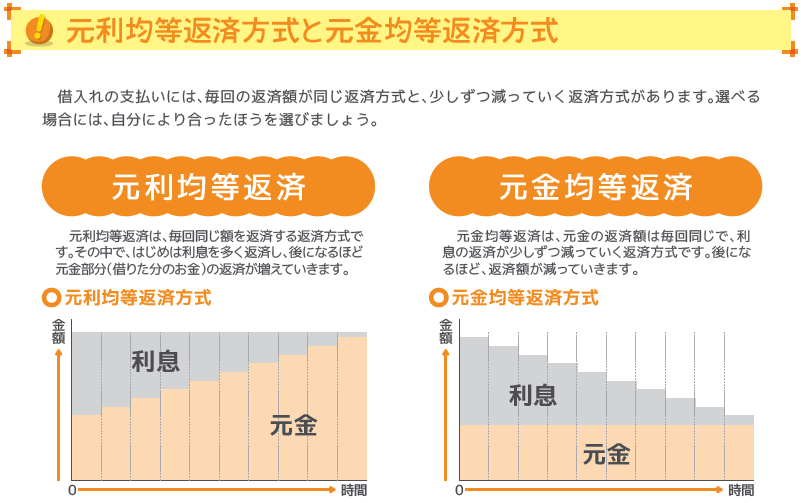 元利均等返済方式と元金均等返済方式
借入れの支払いには、毎回の返済額が同じ返済方式と、少しずつ減っていく返済方式があります。選べる
場合には、自分により合ったほうを選びましょう。
元利均等返済
元利均等返済は、毎回同じ額を返済する返済方式で
す。その中で、はじめは利息を多く返済し、後になるほど
元金部分(借りた分のお金)の返済が増えていきます。
元利均等返済方式
金額
利息
元金
0
時間
元金均等返済
元金均等返済は、元金の返済額は毎回同じで、利
息の返済が少しずつ減っていく返済方式です。後にな
るほど、返済額が減っていきます。
元金均等返済方式
金額
利息
元金
0
時間